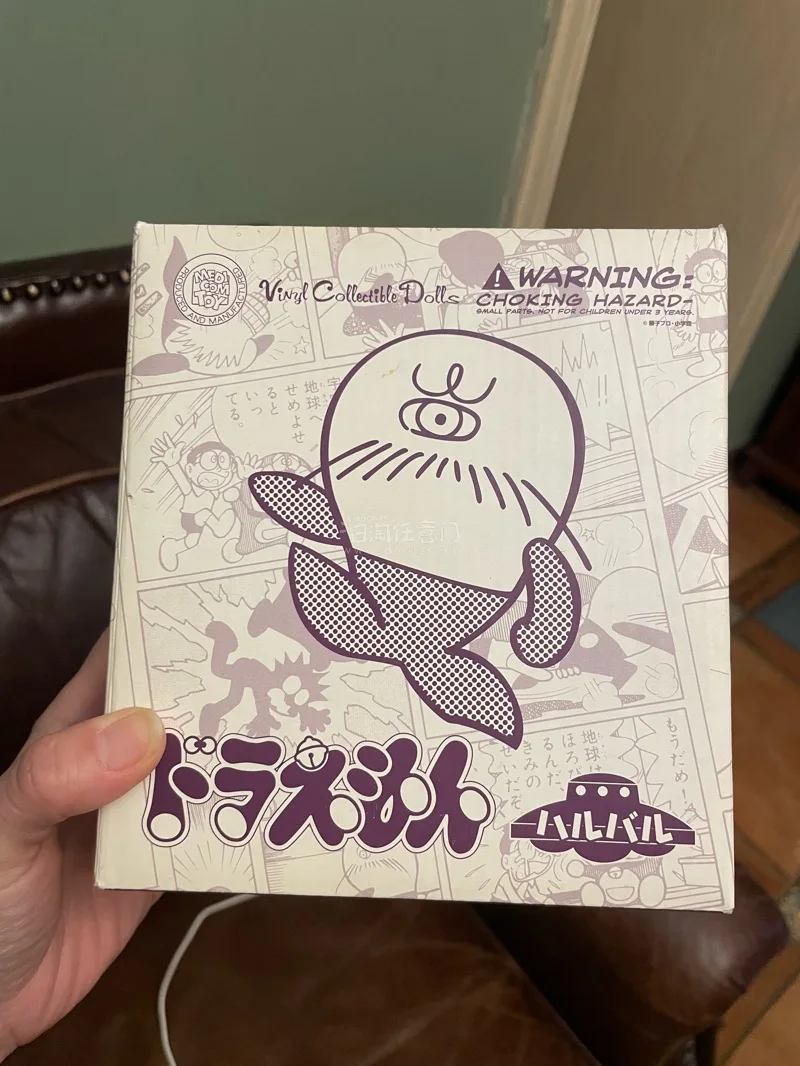 MEDI
COM
TOY
PRODUCED AND MANUFACTURED
Vinyl Collectible Dolls
WARNING:
CHOKING HAZARD-
SMALL PARTS. NOT FOR CHILDREN UNDER 3 YEARS.
©藤子プロ・小学館
地球へ
せめよせ
ると
いっ
てる。
!!
ドラえもん
もうだめ!
地球は
ほろび
るんだ
きみの
せいだぞ
ハルバル